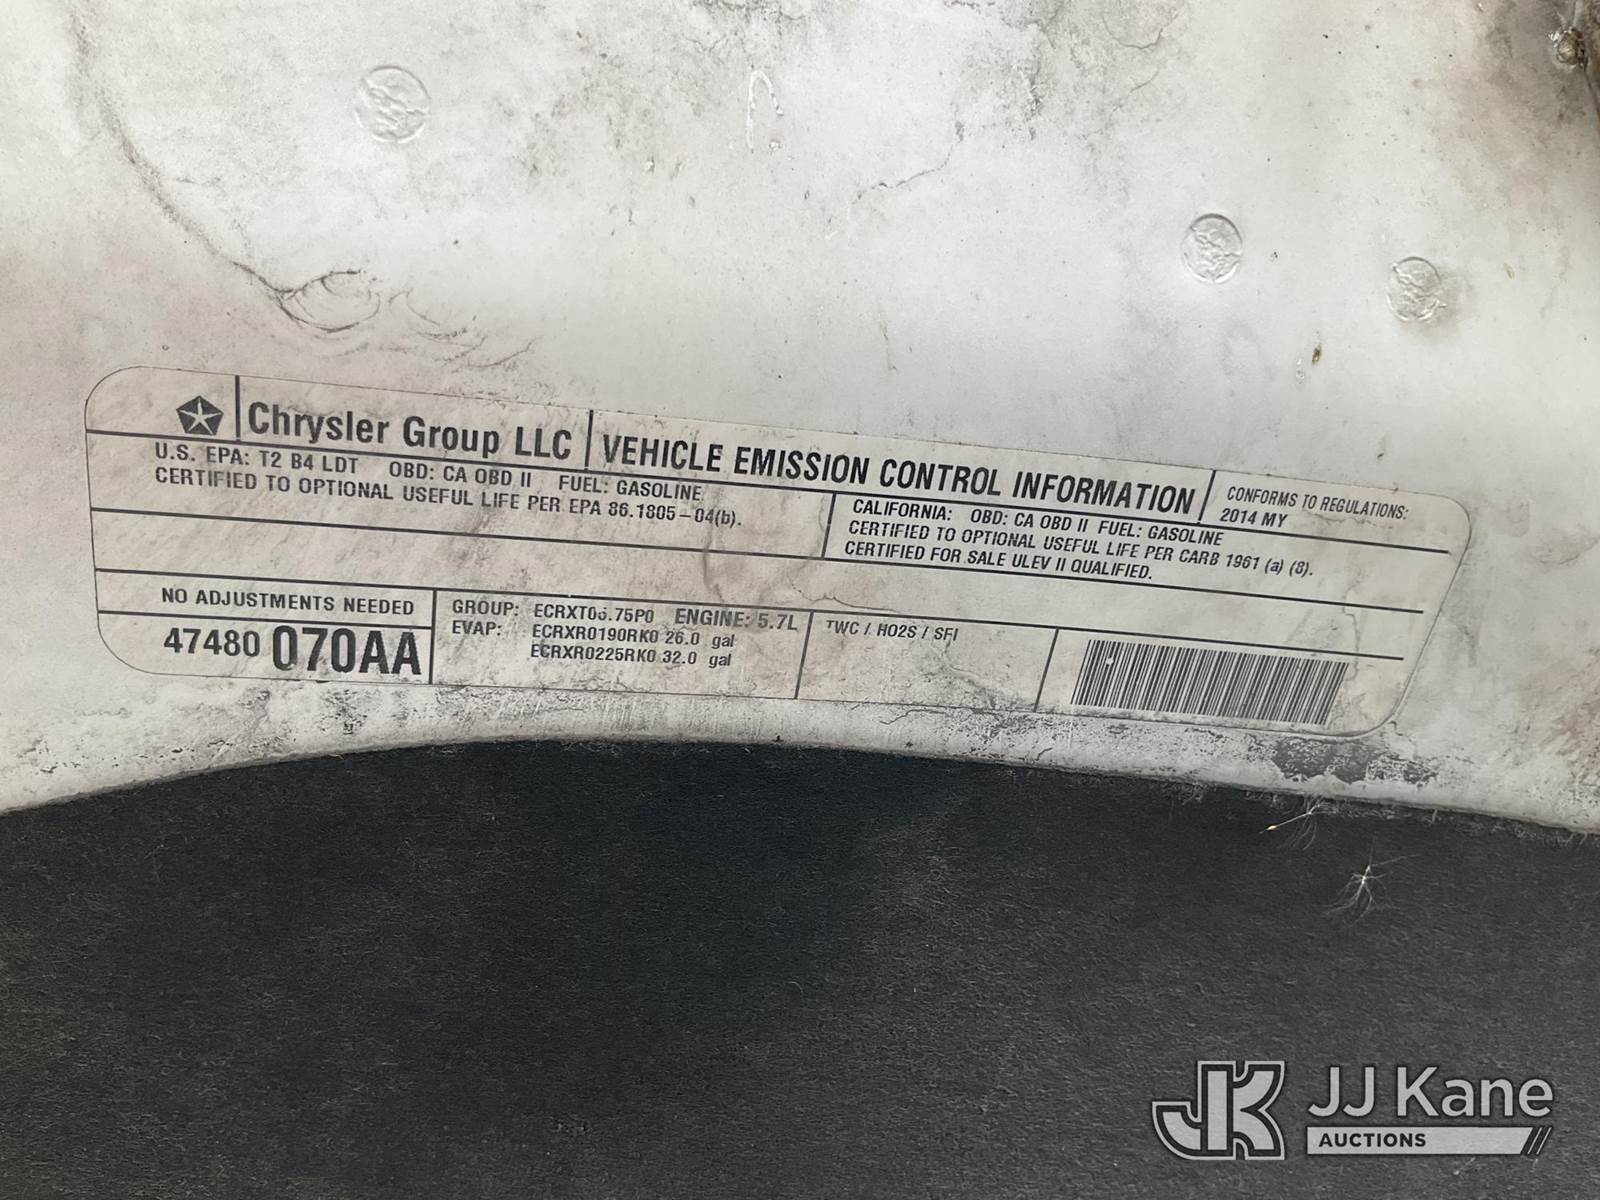 Chrysler Group LLC
VEHICLE EMISSION CONTROL INFORMATION
CONFORMS TO REGULATIONS:
2014 MY
U.S. EPA: T2 B4 LDT OBD: CA OBD II FUEL: GASOLINE
CERTIFIED TO OPTIONAL USEFUL LIFE PER EPA 86.1805-04(b).
CALIFORNIA: OBD: CA OBD II FUEL: GASOLINE
CERTIFIED TO OPTIONAL USEFUL LIFE PER CARB 1961 (a) (8).
CERTIFIED FOR SALE ULEV II QUALIFIED.
NO ADJUSTMENTS NEEDED
47480 070AA
GROUP: ECRXT05.75P0 ENGINE: 5.7L
EVAP: ECRXR0190RK0 26.0 gal
ECRXR0225RK0 32.0 gal
TWC / HO2S / SFI
JK JJ Kane
AUCTIONS